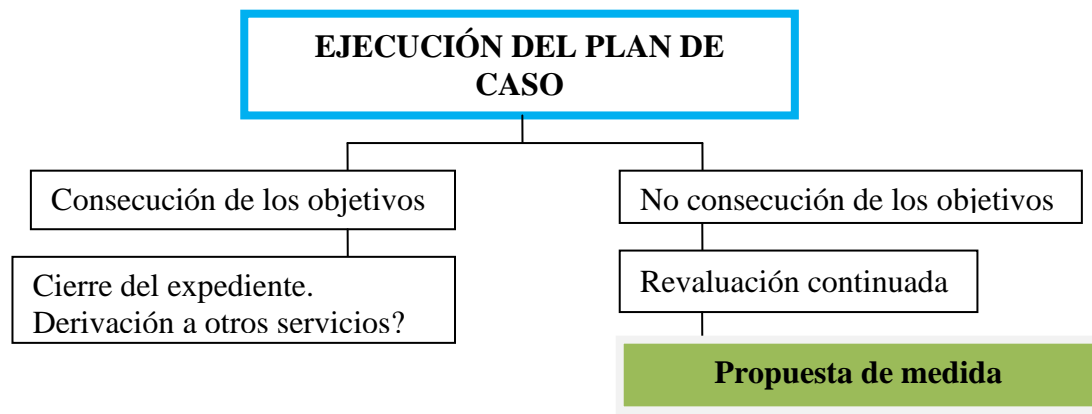 EJECUCIÓN DEL PLAN DE
CASO
Consecución de los objetivos
No consecución de los objetivos
Cierre del expediente.
Derivación a otros servicios?
Revaluación continuada
Propuesta de medida